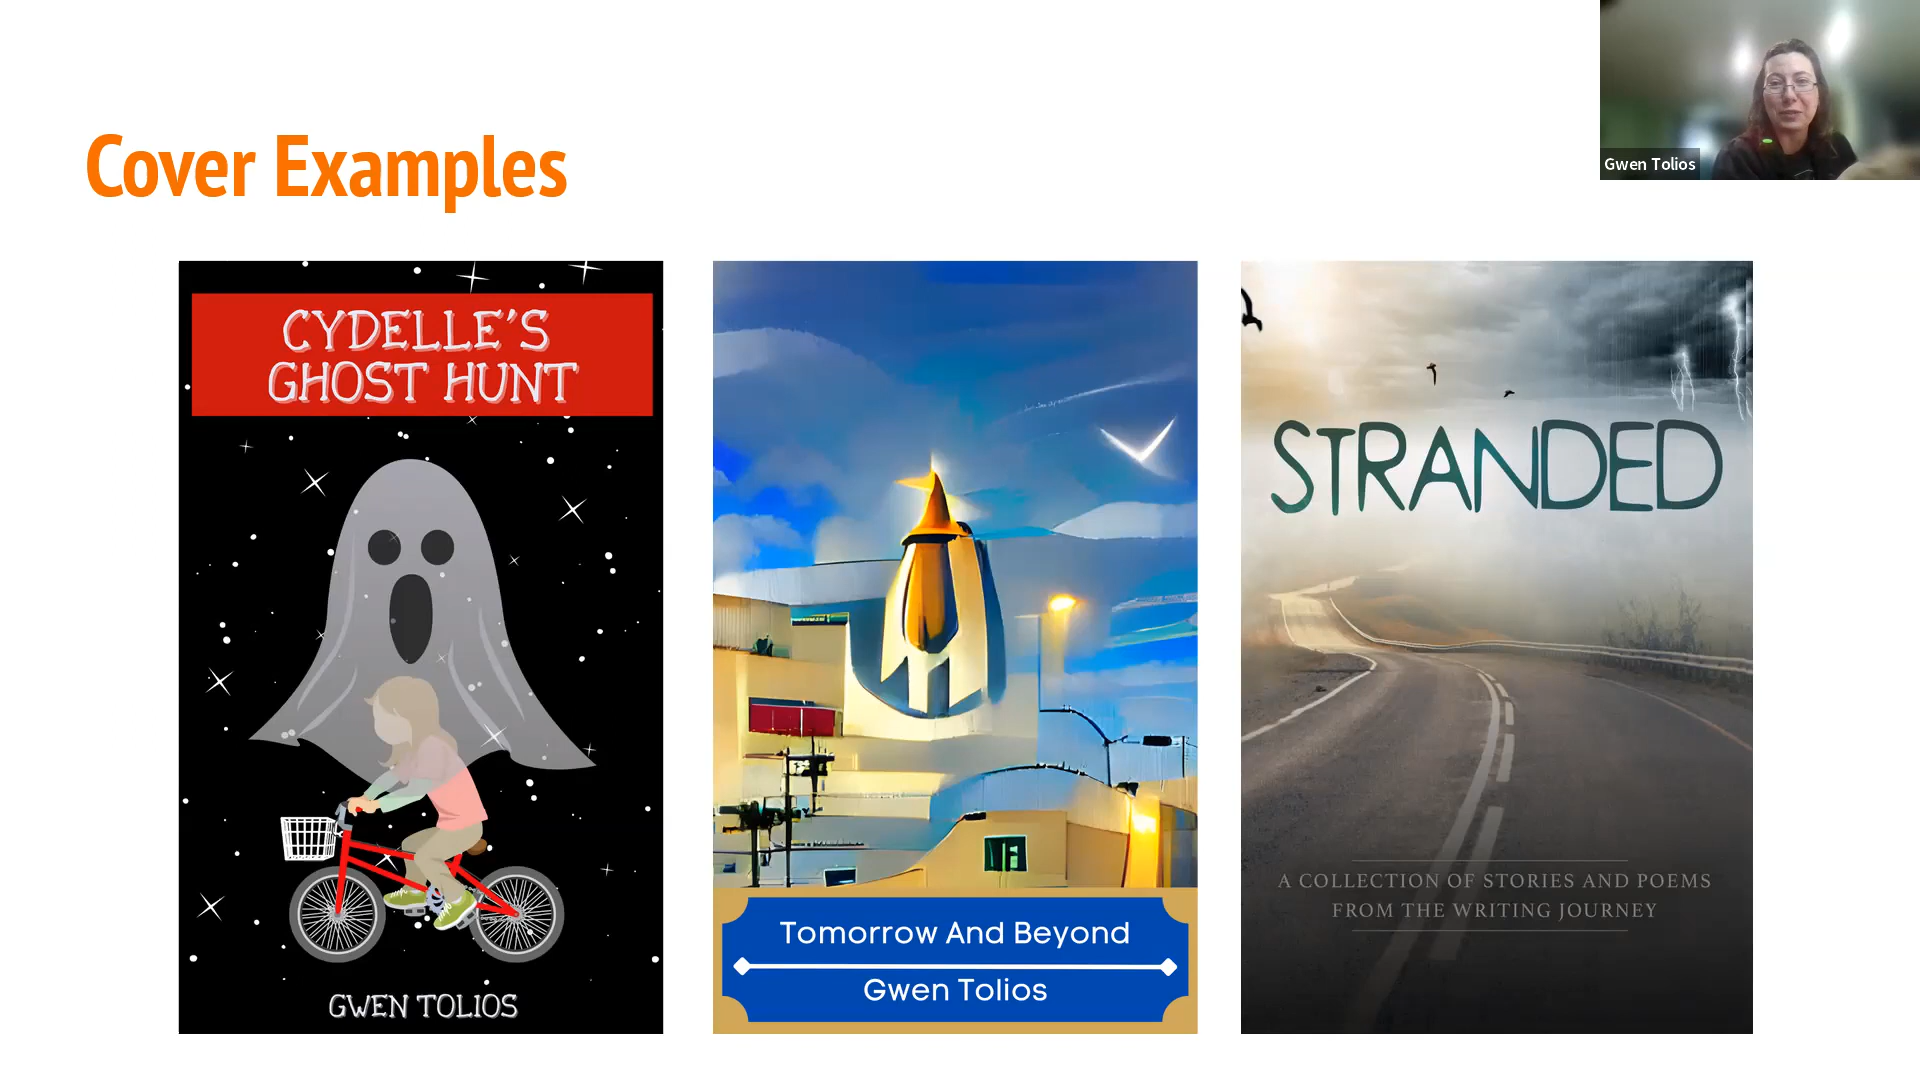 Gwen Tolios
Cover Examples
CYDELLE'S
GHOST HUNT
GWEN TOLIOS
Tomorrow And Beyond
Gwen Tolios
STRANDED
A COLLECTION OF STORIES AND POEMS
FROM THE WRITING JOURNEY